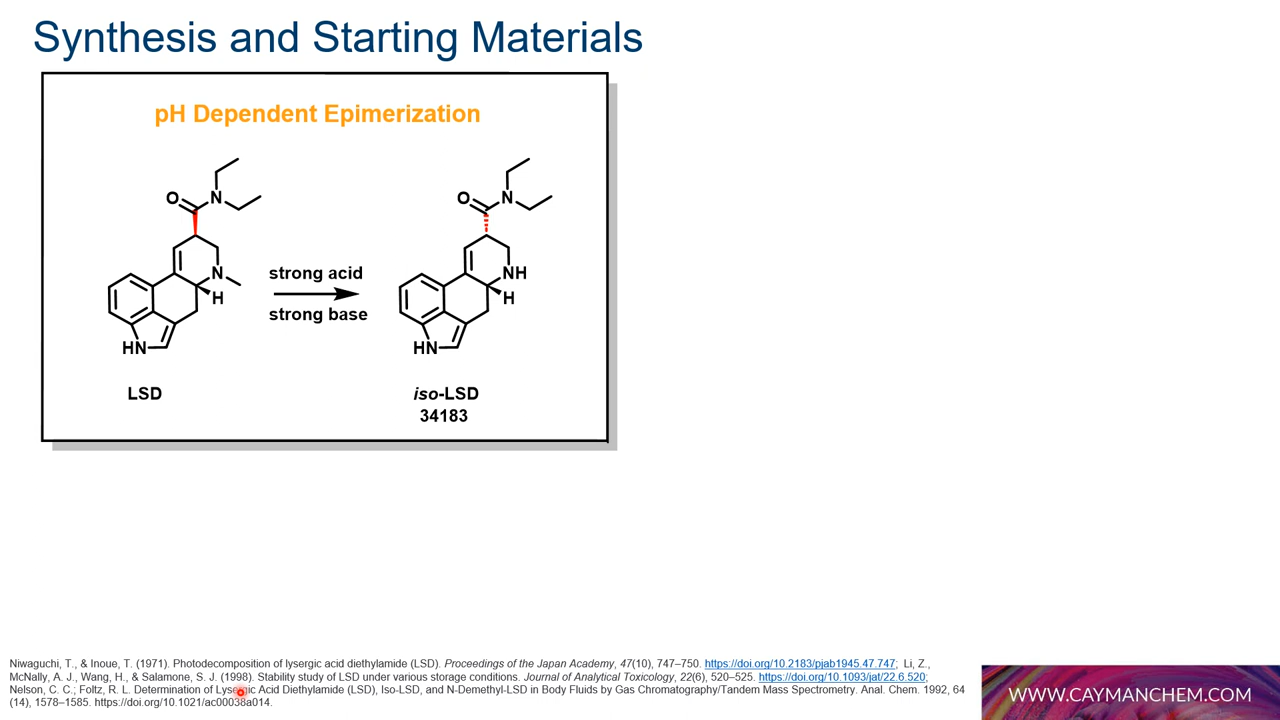 Synthesis and Starting Materials
pH Dependent Epimerization
O
N
N
H
HN
LSD
strong acid
strong base
O
N
NH
H
HN
iso-LSD
34183
Niwaguchi, T., & Inoue, T. (1971). Photodecomposition of lysergic acid diethylamide (LSD). Proceedings of the Japan Academy, 47(10), 747–750. https://doi.org/10.2183/pjab1945.47.747; Li, Z.,
McNally, A. J., Wang, H., & Salamone, S. J. (1998). Stability study of LSD under various storage conditions. Journal of Analytical Toxicology, 22(6), 520–525. https://doi.org/10.1093/jat/22.6.520;
Nelson, C. C.; Foltz, R. L. Determination of Lysergic Acid Diethylamide (LSD), Iso-LSD, and N-Demethyl-LSD in Body Fluids by Gas Chromatography/Tandem Mass Spectrometry. Anal. Chem. 1992, 64
(14), 1578–1585. https://doi.org/10.1021/ac00038a014.
WWW.CAYMANCHEM.COM